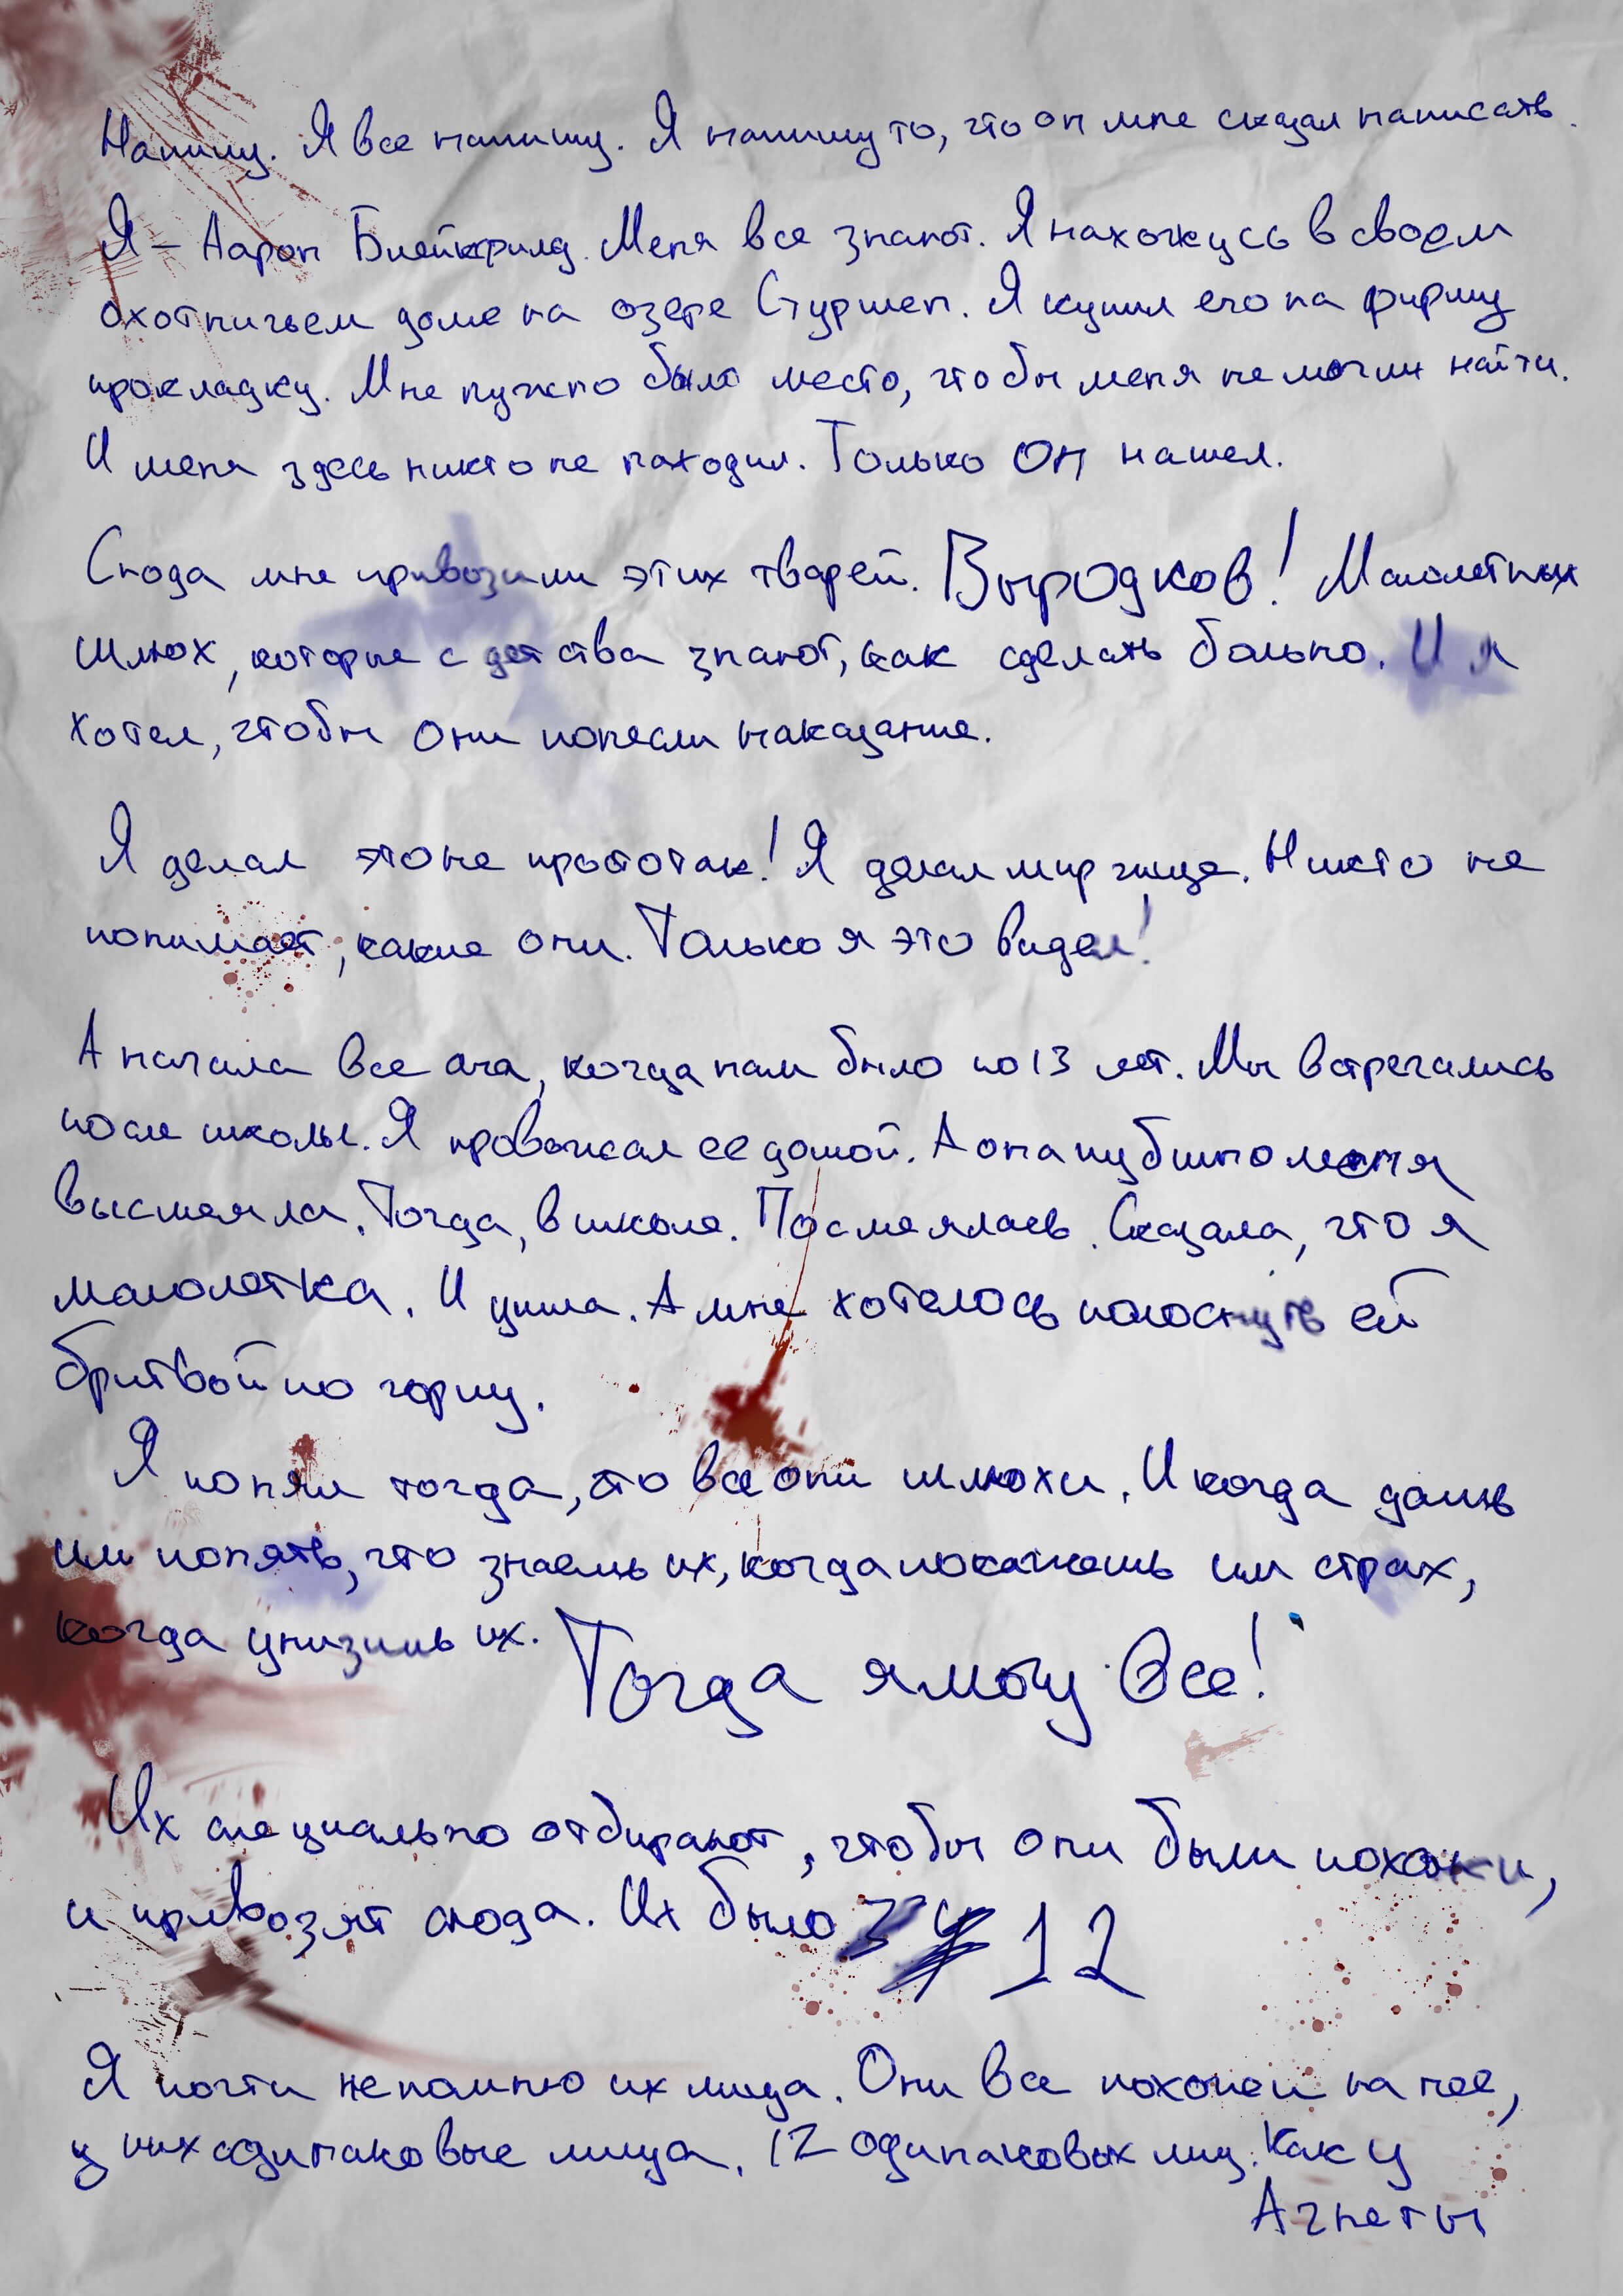 Напишу. Я все напишу. Я напишу то, что он мне сказал написать.
Я – Аарон Блейкфилд. Меня все знают. Я нахожусь в своем
охотничьем доме на озере Стуршен. Я купил его на фирму
прокладку. Мне нужно было место, чтобы меня не могли найти.
И меня здесь никто не находил. Только ОН нашел.
Сюда мне привозили этих тварей. Выродков! Малолетних
шлюх, которые с детства знают, как сделать больно. И я
хотел, чтобы они понесли наказание.
Я делал это не просто так! Я делал мир чище. Никто не
понимает, какие они. Только я это видел!
А начала все она, когда нам было по 13 лет. Мы встречались
после школы. Я провожал ее домой. А она публично меня
высмеяла. Тогда, в школе. Посмеялась. Сказала, что я
малолетка. И ушла. А мне хотелось полоснуть ей
бритвой по горлу.
Я понял тогда, что все они шлюхи. И когда даешь
им понять, что знаешь их, когда покажешь им страх,
когда унизишь их. Тогда я могу Все!
Их специально отбирают, чтобы они были похожи,
и привозят сюда. Их было 12
Я почти не помню их лица. Они все похожи на нее,
у них одинаковые лица. 12 одинаковых лиц. Как у
Агнеты